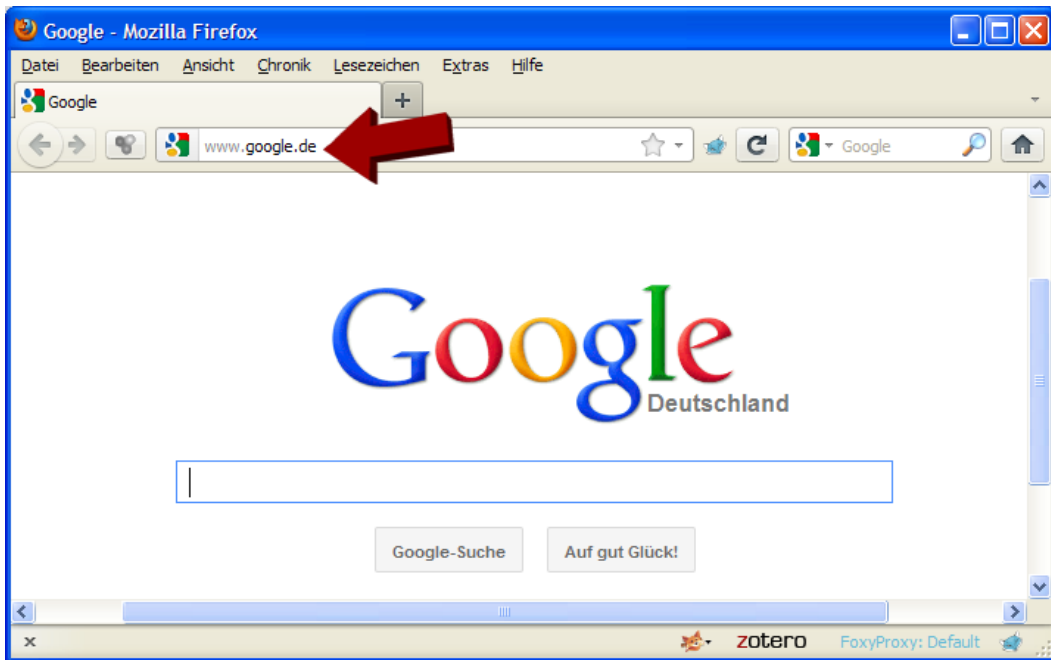 Google - Mozilla Firefox
Datei Bearbeiten Ansicht Chronik Lesezeichen Extras Hilfe
Google +
www.google.de Google
Google
Deutschland
Google-Suche Auf gut Glück!
x zotero FoxyProxy: Default